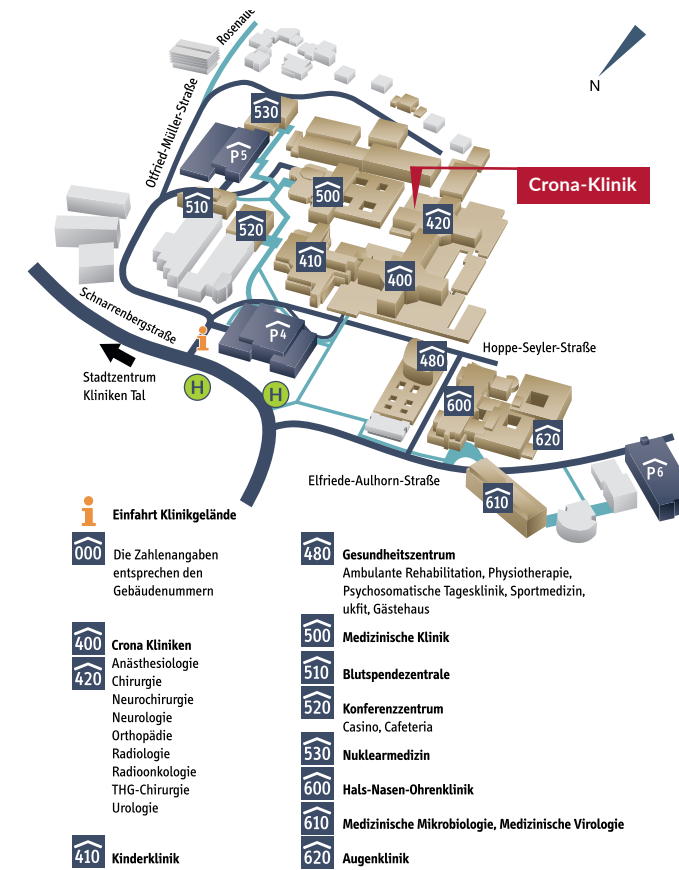 Rosenaue
N
Otfried-Müller-Straße
530
P5
Crona-Klinik
500
510
420
520
410
400
Schnarrenbergstraße
i
P4
Hoppe-Seyler-Straße
480
Stadtzentrum
Kliniken Tal
H
H
600
620
P6
Elfriede-Aulhorn-Straße
610
i Einfahrt Klinikgelände
000 Die Zahlenangaben
entsprechen den
Gebäudenummern
400 Crona Kliniken
420 Anästhesiologie
Chirurgie
Neurochirurgie
Neurologie
Orthopädie
Radiologie
Radioonkologie
THG-Chirurgie
Urologie
410 Kinderklinik
480 Gesundheitszentrum
Ambulante Rehabilitation, Physiotherapie,
Psychosomatische Tagesklinik, Sportmedizin,
ukfit, Gästehaus
500 Medizinische Klinik
510 Blutspendezentrale
520 Konferenzzentrum
Casino, Cafeteria
530 Nuklearmedizin
600 Hals-Nasen-Ohrenklinik
610 Medizinische Mikrobiologie, Medizinische Virologie
620 Augenklinik